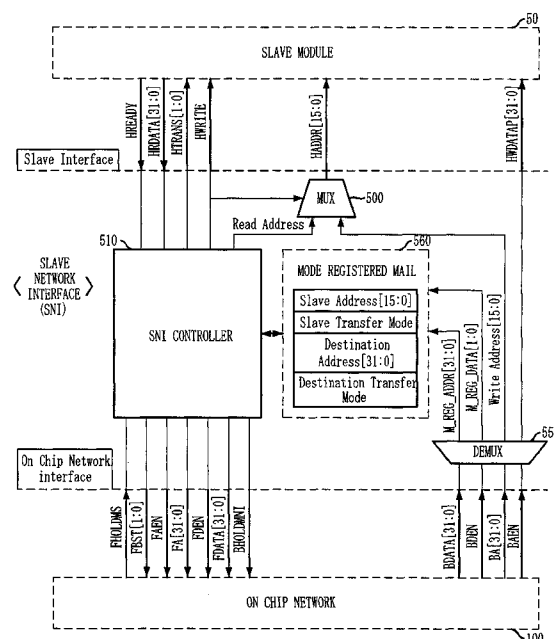 50
SLAVE MODULE
HREADY
HRDATA[31:0]
HTRANS[1:0]
HWRITE
HADDR[15:0]
HWDATAP[31:0]
Slave Interface
MUX
500
Read Address
510
560
SLAVE
NETWORK
INTERFACE
(SNI)
SNI CONTROLLER
MODE REGISTERED MAIL
Slave Address[15:0]
Slave Transfer Mode
Destination
Address[31:0]
Destination Transfer
Mode
M_REG_ADDR[31:0]
M_REG_DATA[1:0]
Write Address[15:0]
DEMUX
55
On Chip Network
interface
FHOLDMS
FBST[1:0]
FAEN
FA[31:0]
FDEN
FDATA[31:0]
BHOLDMNI
BDATA[31:0]
BDEN
BA[31:0]
BAEN
ON CHIP NETWORK
100